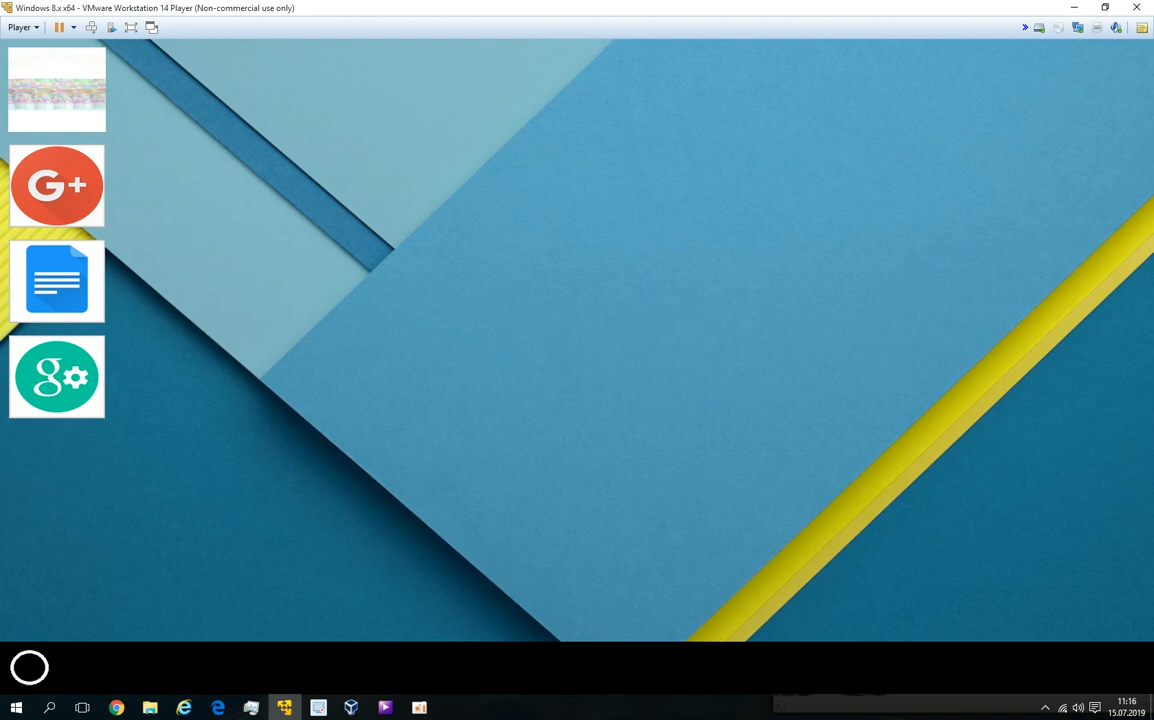 Windows 8.x x64 - VMware Workstation 14 Player (Non-commercial use only)
Player
G+
g
11:16
15.07.2019